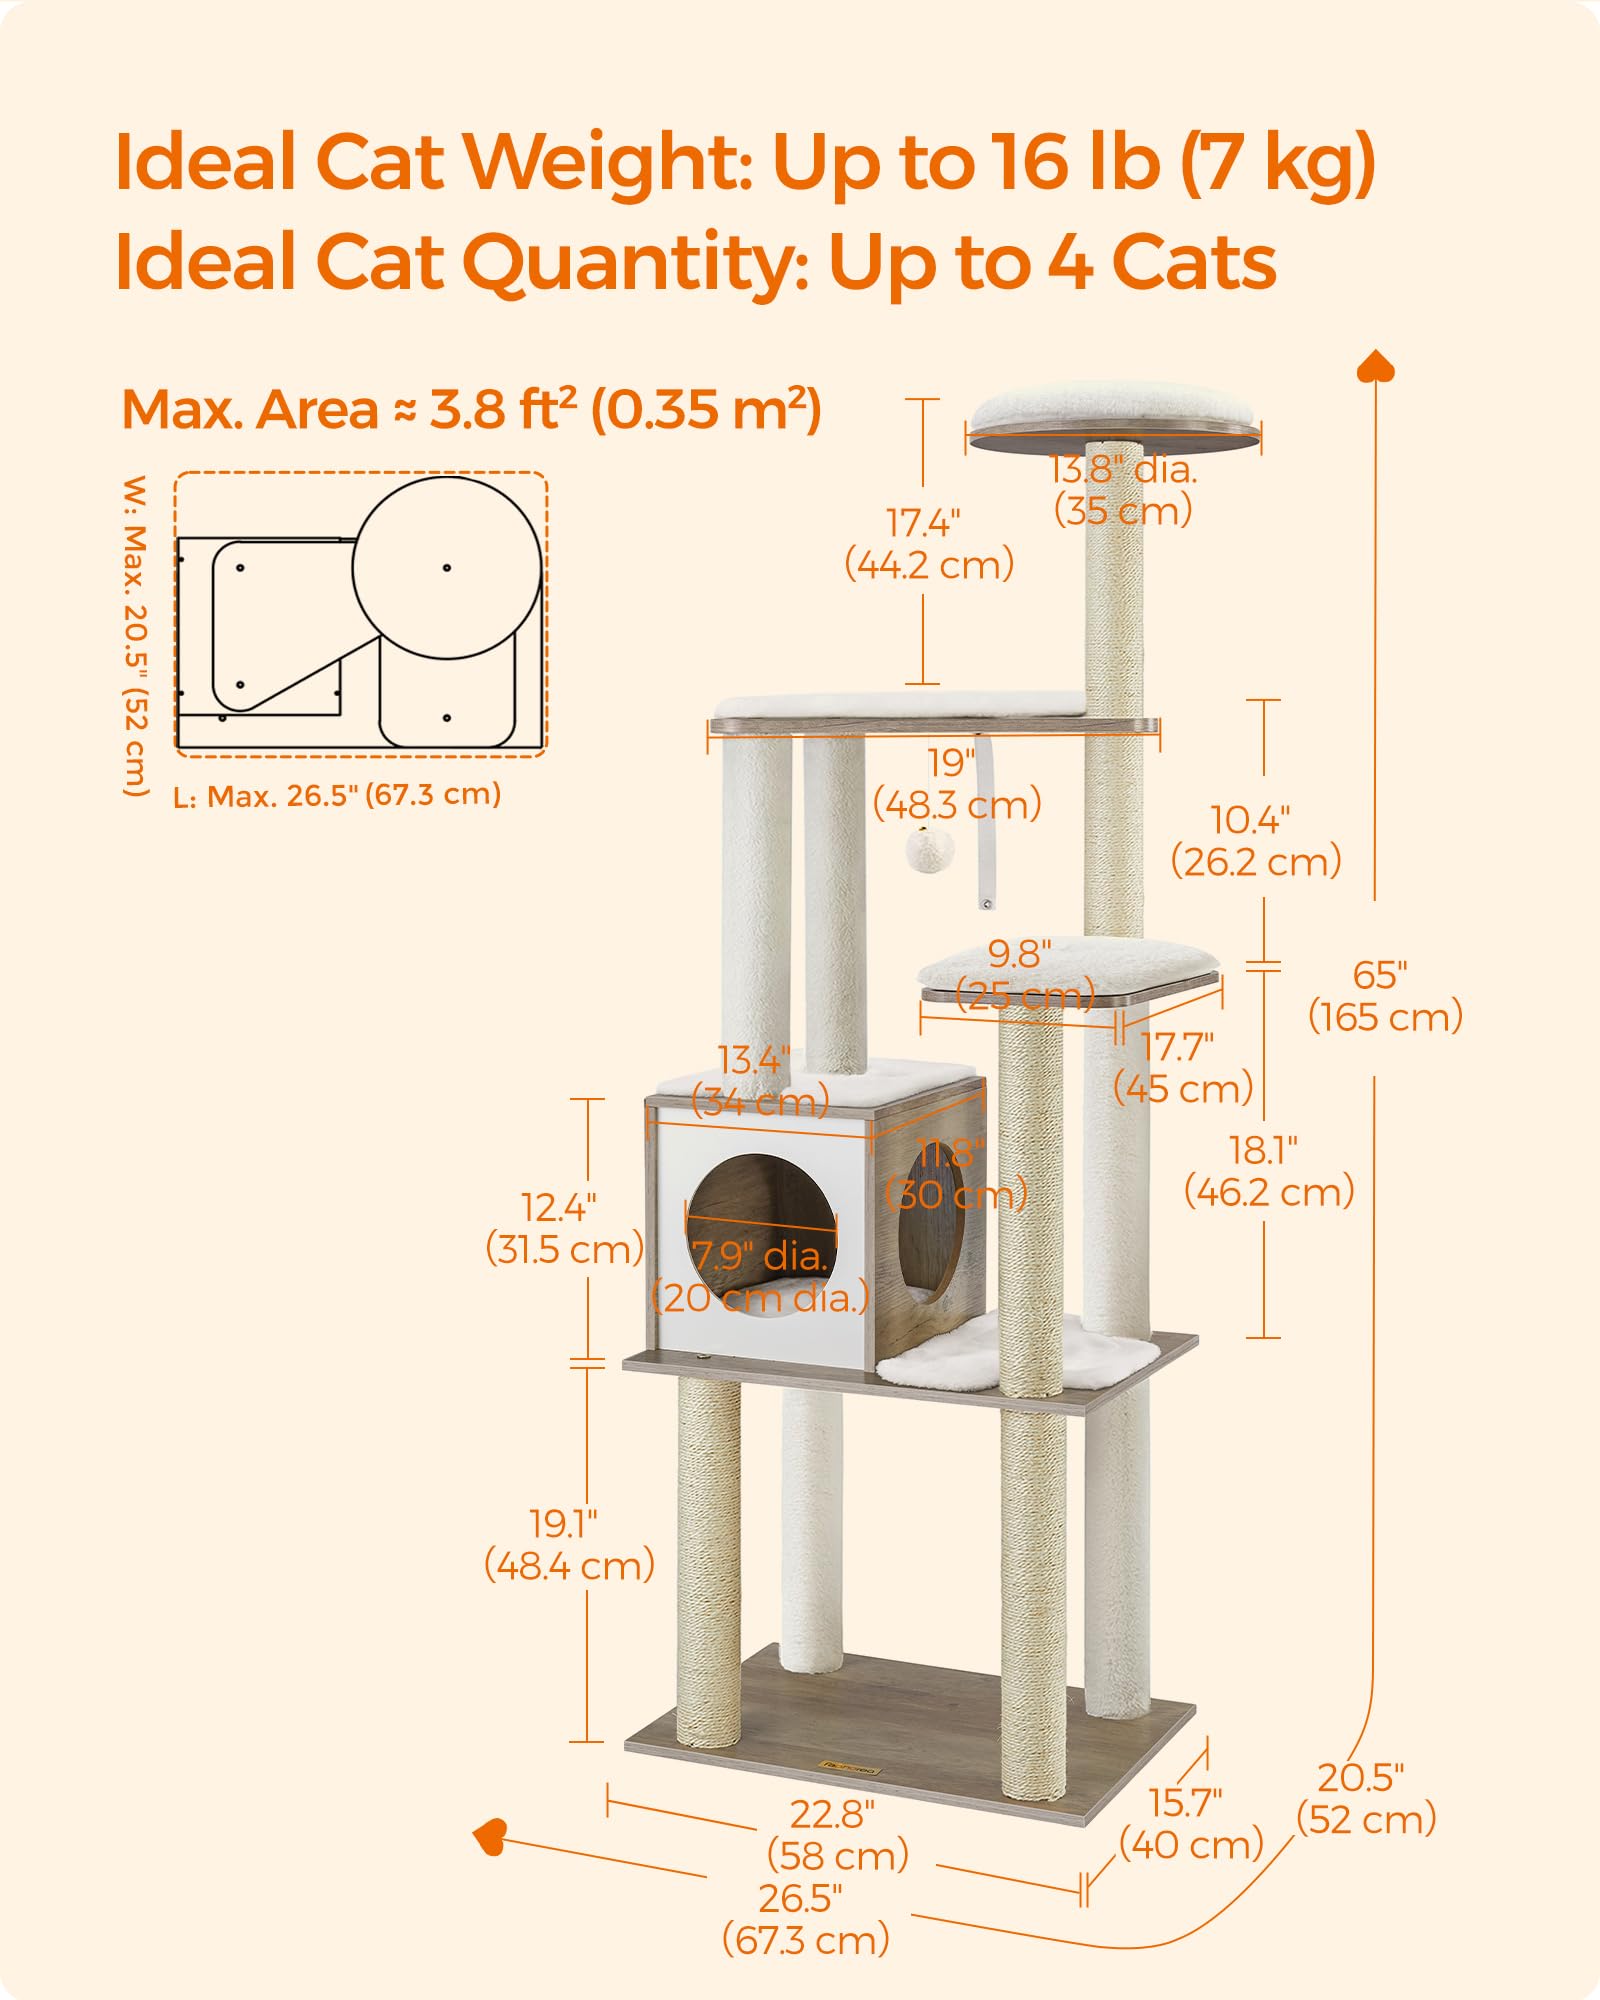 Ideal Cat Weight: Up to 16 lb (7 kg)
Ideal Cat Quantity: Up to 4 Cats
Max. Area ≈ 3.8 ft² (0.35 m²)
W: Max. 20.5" (52 cm)
L: Max. 26.5" (67.3 cm)
13.8" dia.
(35 cm)
17.4"
(44.2 cm)
19"
(48.3 cm)
10.4"
(26.2 cm)
9.8"
(25 cm)
65"
(165 cm)
17.7"
(45 cm)
13.4"
(34 cm)
11.8"
(30 cm)
18.1"
(46.2 cm)
12.4"
(31.5 cm)
7.9" dia.
(20 cm dia.)
19.1"
(48.4 cm)
20.5"
(52 cm)
15.7"
(40 cm)
22.8"
(58 cm)
26.5"
(67.3 cm)